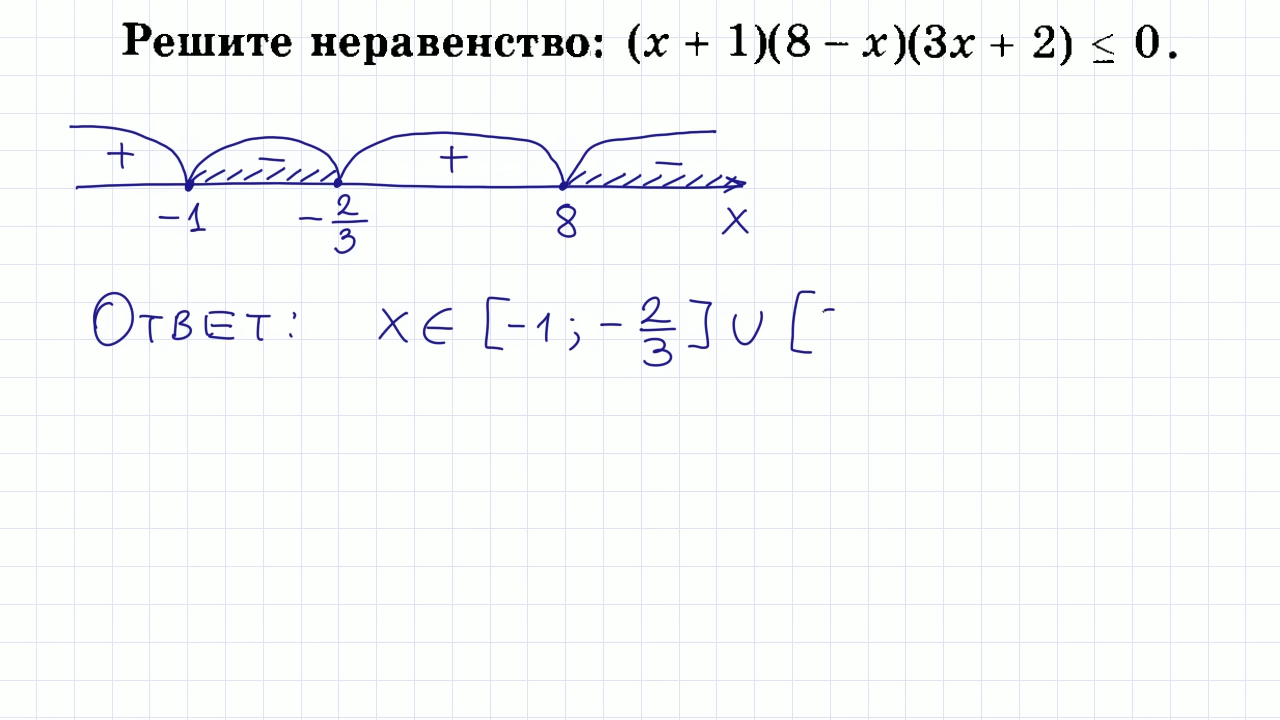 Решите неравенство: (x + 1)(8 − x)(3x + 2) ≤ 0.
+ − + −
−1 −2/3 8 x
Ответ: x ∈ [−1; −2/3] ∪ [